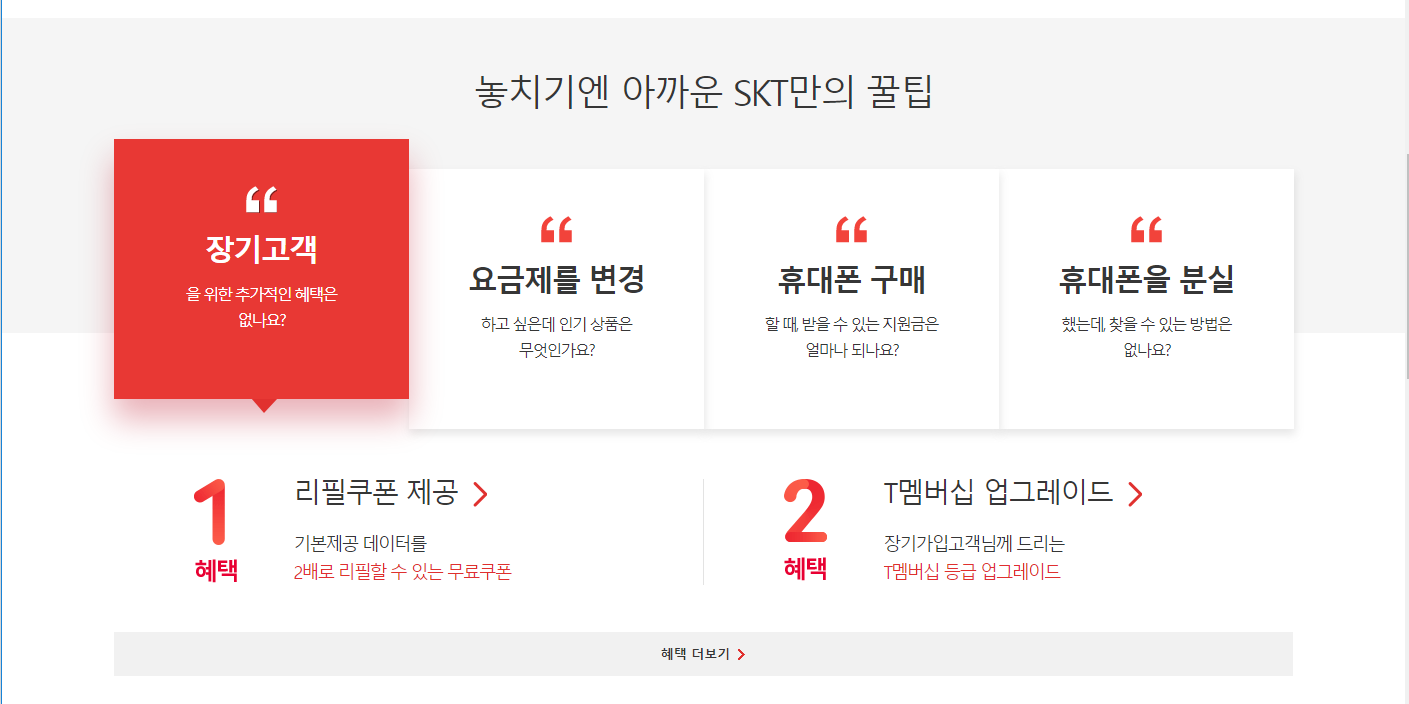 놓치기엔 아까운 SKT만의 꿀팁
장기고객
을 위한 추가적인 혜택은
없나요?
요금제를 변경
하고 싶은데 인기 상품은
무엇인가요?
휴대폰 구매
할 때, 받을 수 있는 지원금은
얼마나 되나요?
휴대폰을 분실
했는데, 찾을 수 있는 방법은
없나요?
1
혜택
리필쿠폰 제공
기본제공 데이터를
2배로 리필할 수 있는 무료쿠폰
2
혜택
T멤버십 업그레이드
장기가입고객님께 드리는
T멤버십 등급 업그레이드
혜택 더보기